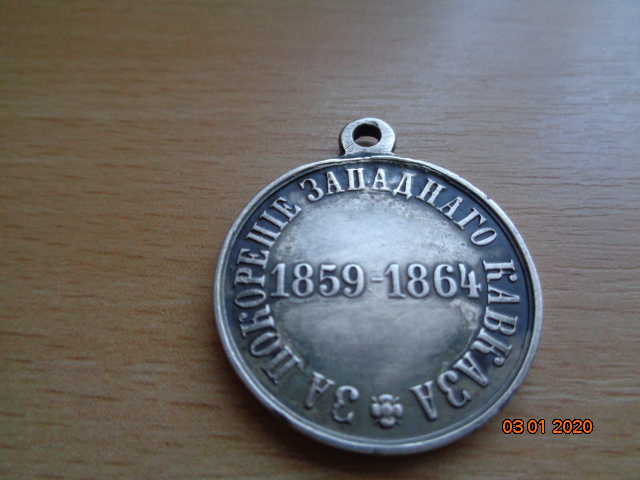 ЗА ПОКОРЕНІЕ ЗАПАДНАГО КАВКАЗА
1859-1864
03 01 2020